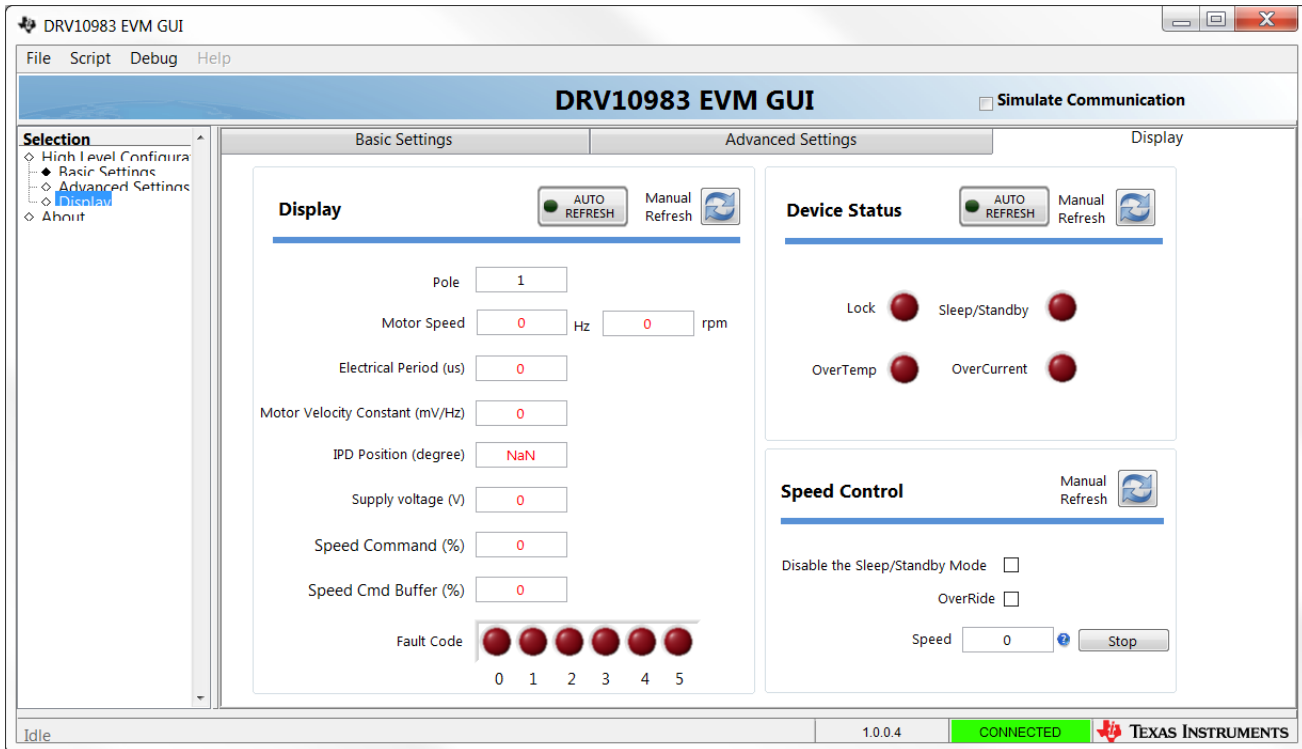 DRV10983 EVM GUI
File Script Debug Help
DRV10983 EVM GUI
Simulate Communication
Selection
High Level Configura
Basic Settings
Advanced Settings
Display
About
Basic Settings
Advanced Settings
Display
Display
AUTO REFRESH
Manual Refresh
Pole 1
Motor Speed 0 Hz 0 rpm
Electrical Period (us) 0
Motor Velocity Constant (mV/Hz) 0
IPD Position (degree) NaN
Supply voltage (V) 0
Speed Command (%) 0
Speed Cmd Buffer (%) 0
Fault Code
0 1 2 3 4 5
Device Status
AUTO REFRESH
Manual Refresh
Lock Sleep/Standby
OverTemp OverCurrent
Speed Control
Manual Refresh
Disable the Sleep/Standby Mode
OverRide
Speed 0 ? Stop
Idle
1.0.0.4
CONNECTED
TEXAS INSTRUMENTS